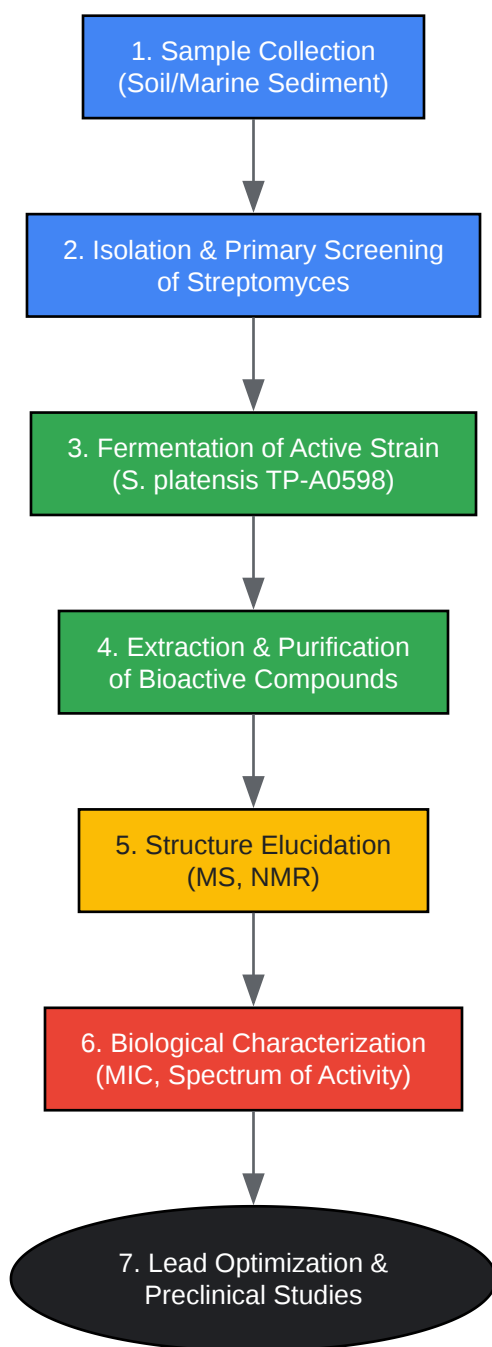 1. Sample Collection
(Soil/Marine Sediment)
2. Isolation & Primary Screening
of Streptomyces
3. Fermentation of Active Strain
(S. platensis TP-A0598)
4. Extraction & Purification
of Bioactive Compounds
5. Structure Elucidation
(MS, NMR)
6. Biological Characterization
(MIC, Spectrum of Activity)
7. Lead Optimization &
Preclinical Studies